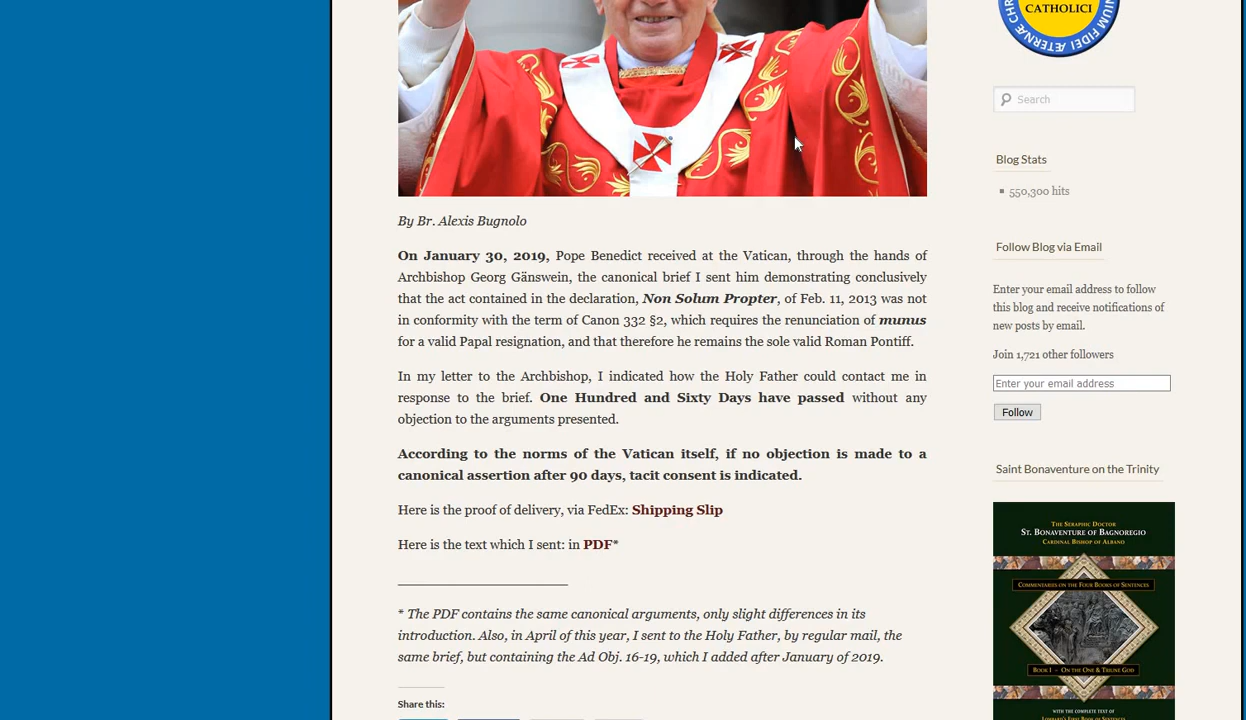 CATHOLICI
Search
Blog Stats
550,300 hits
Follow Blog via Email
Enter your email address to follow
this blog and receive notifications of
new posts by email.
Join 1,721 other followers
Enter your email address
Follow
Saint Bonaventure on the Trinity
The Seraphic Doctor
St. Bonaventure of Bagnoregio
Cardinal Bishop of Albano
Commentaries on the Four Books of Sentences
Book I - On the One & Triune God
with the complete text of
Lombard's First Book of Sentences
By Br. Alexis Bugnolo
On January 30, 2019, Pope Benedict received at the Vatican, through the hands of
Archbishop Georg Gänswein, the canonical brief I sent him demonstrating conclusively
that the act contained in the declaration, Non Solum Propter, of Feb. 11, 2013 was not
in conformity with the term of Canon 332 §2, which requires the renunciation of munus
for a valid Papal resignation, and that therefore he remains the sole valid Roman Pontiff.
In my letter to the Archbishop, I indicated how the Holy Father could contact me in
response to the brief. One Hundred and Sixty Days have passed without any
objection to the arguments presented.
According to the norms of the Vatican itself, if no objection is made to a
canonical assertion after 90 days, tacit consent is indicated.
Here is the proof of delivery, via FedEx: Shipping Slip
Here is the text which I sent: in PDF*
* The PDF contains the same canonical arguments, only slight differences in its
introduction. Also, in April of this year, I sent to the Holy Father, by regular mail, the
same brief, but containing the Ad Obj. 16-19, which I added after January of 2019.
Share this: